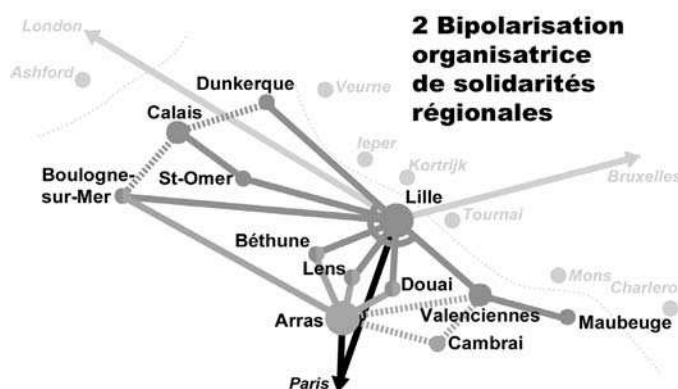 2 Bipolarisation
organisatrice
de solidarités
régionales
London
Ashford
Dunkerque
Veurne
Calais
Ieper
Kortrijk
Bruxelles
Boulogne-
sur-Mer
St-Omer
Lille
Tournai
Béthune
Lens
Douai
Mons
Charlero
Arras
Valenciennes
Maubeuge
Cambrai
Paris